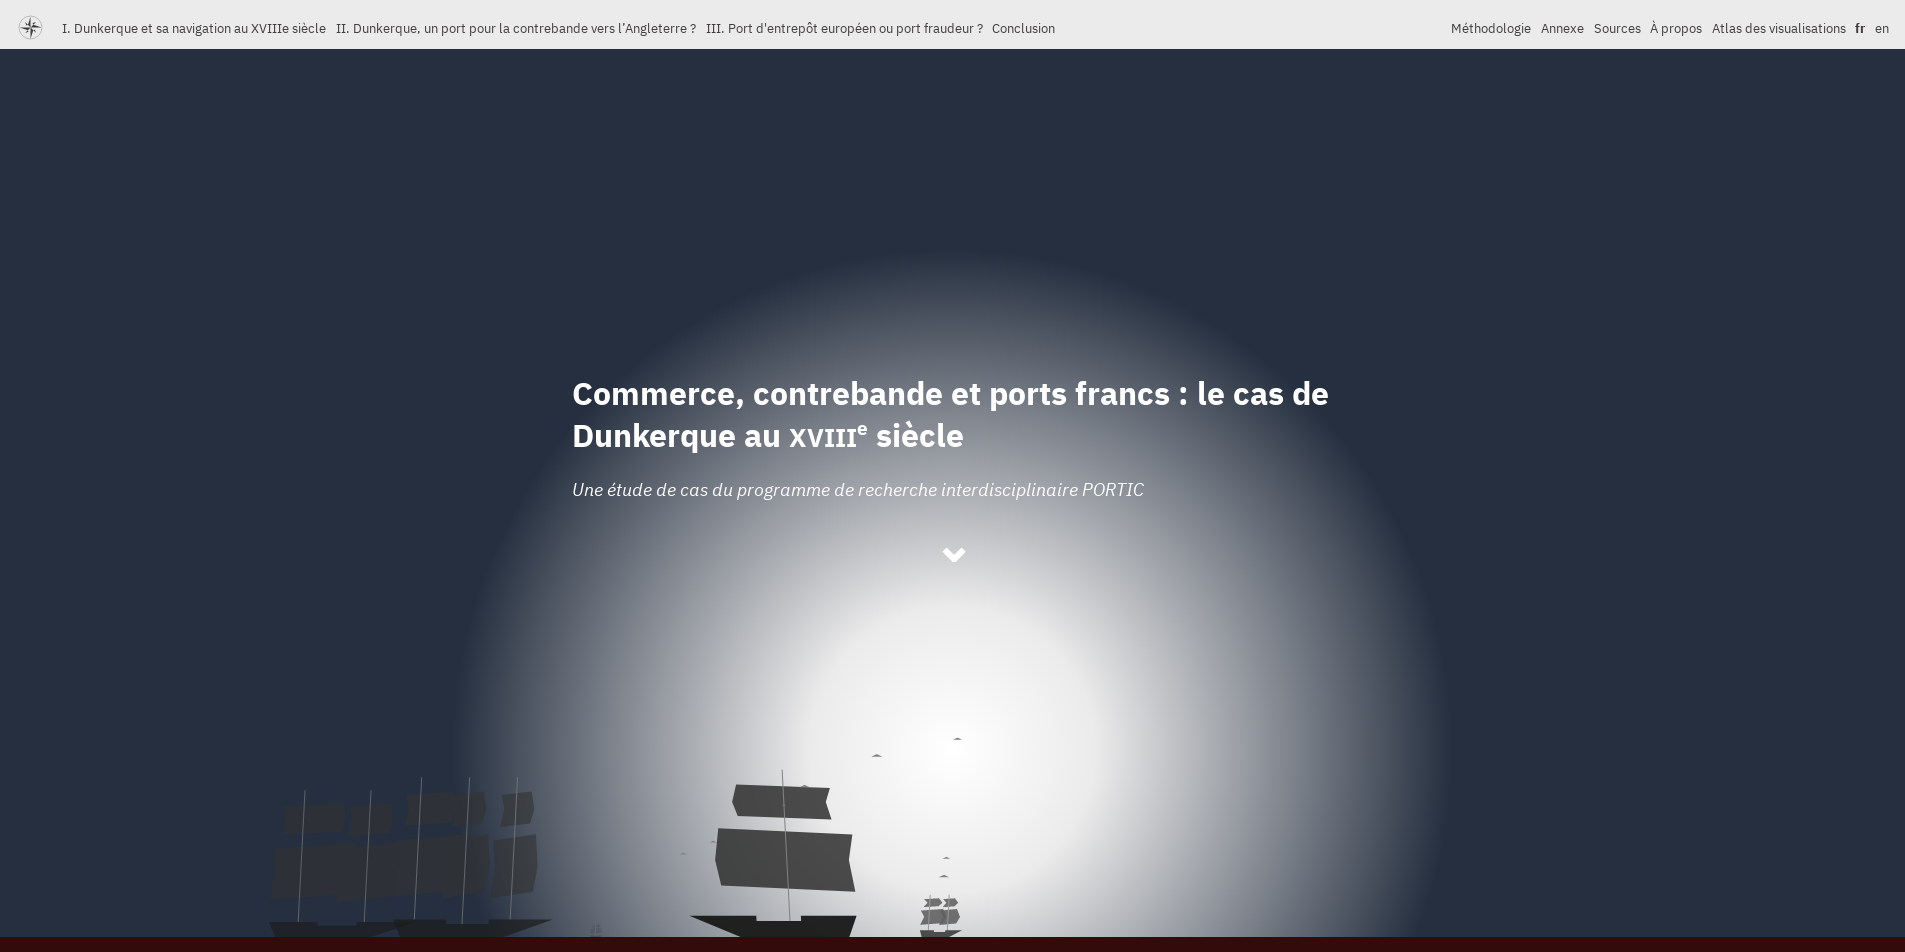 I. Dunkerque et sa navigation au XVIIIe siècle II. Dunkerque, un port pour la contrebande vers l’Angleterre ? III. Port d'entrepôt européen ou port fraudeur ? Conclusion Méthodologie Annexe Sources À propos Atlas des visualisations fr en
Commerce, contrebande et ports francs : le cas de
Dunkerque au XVIIIe siècle
Une étude de cas du programme de recherche interdisciplinaire PORTIC